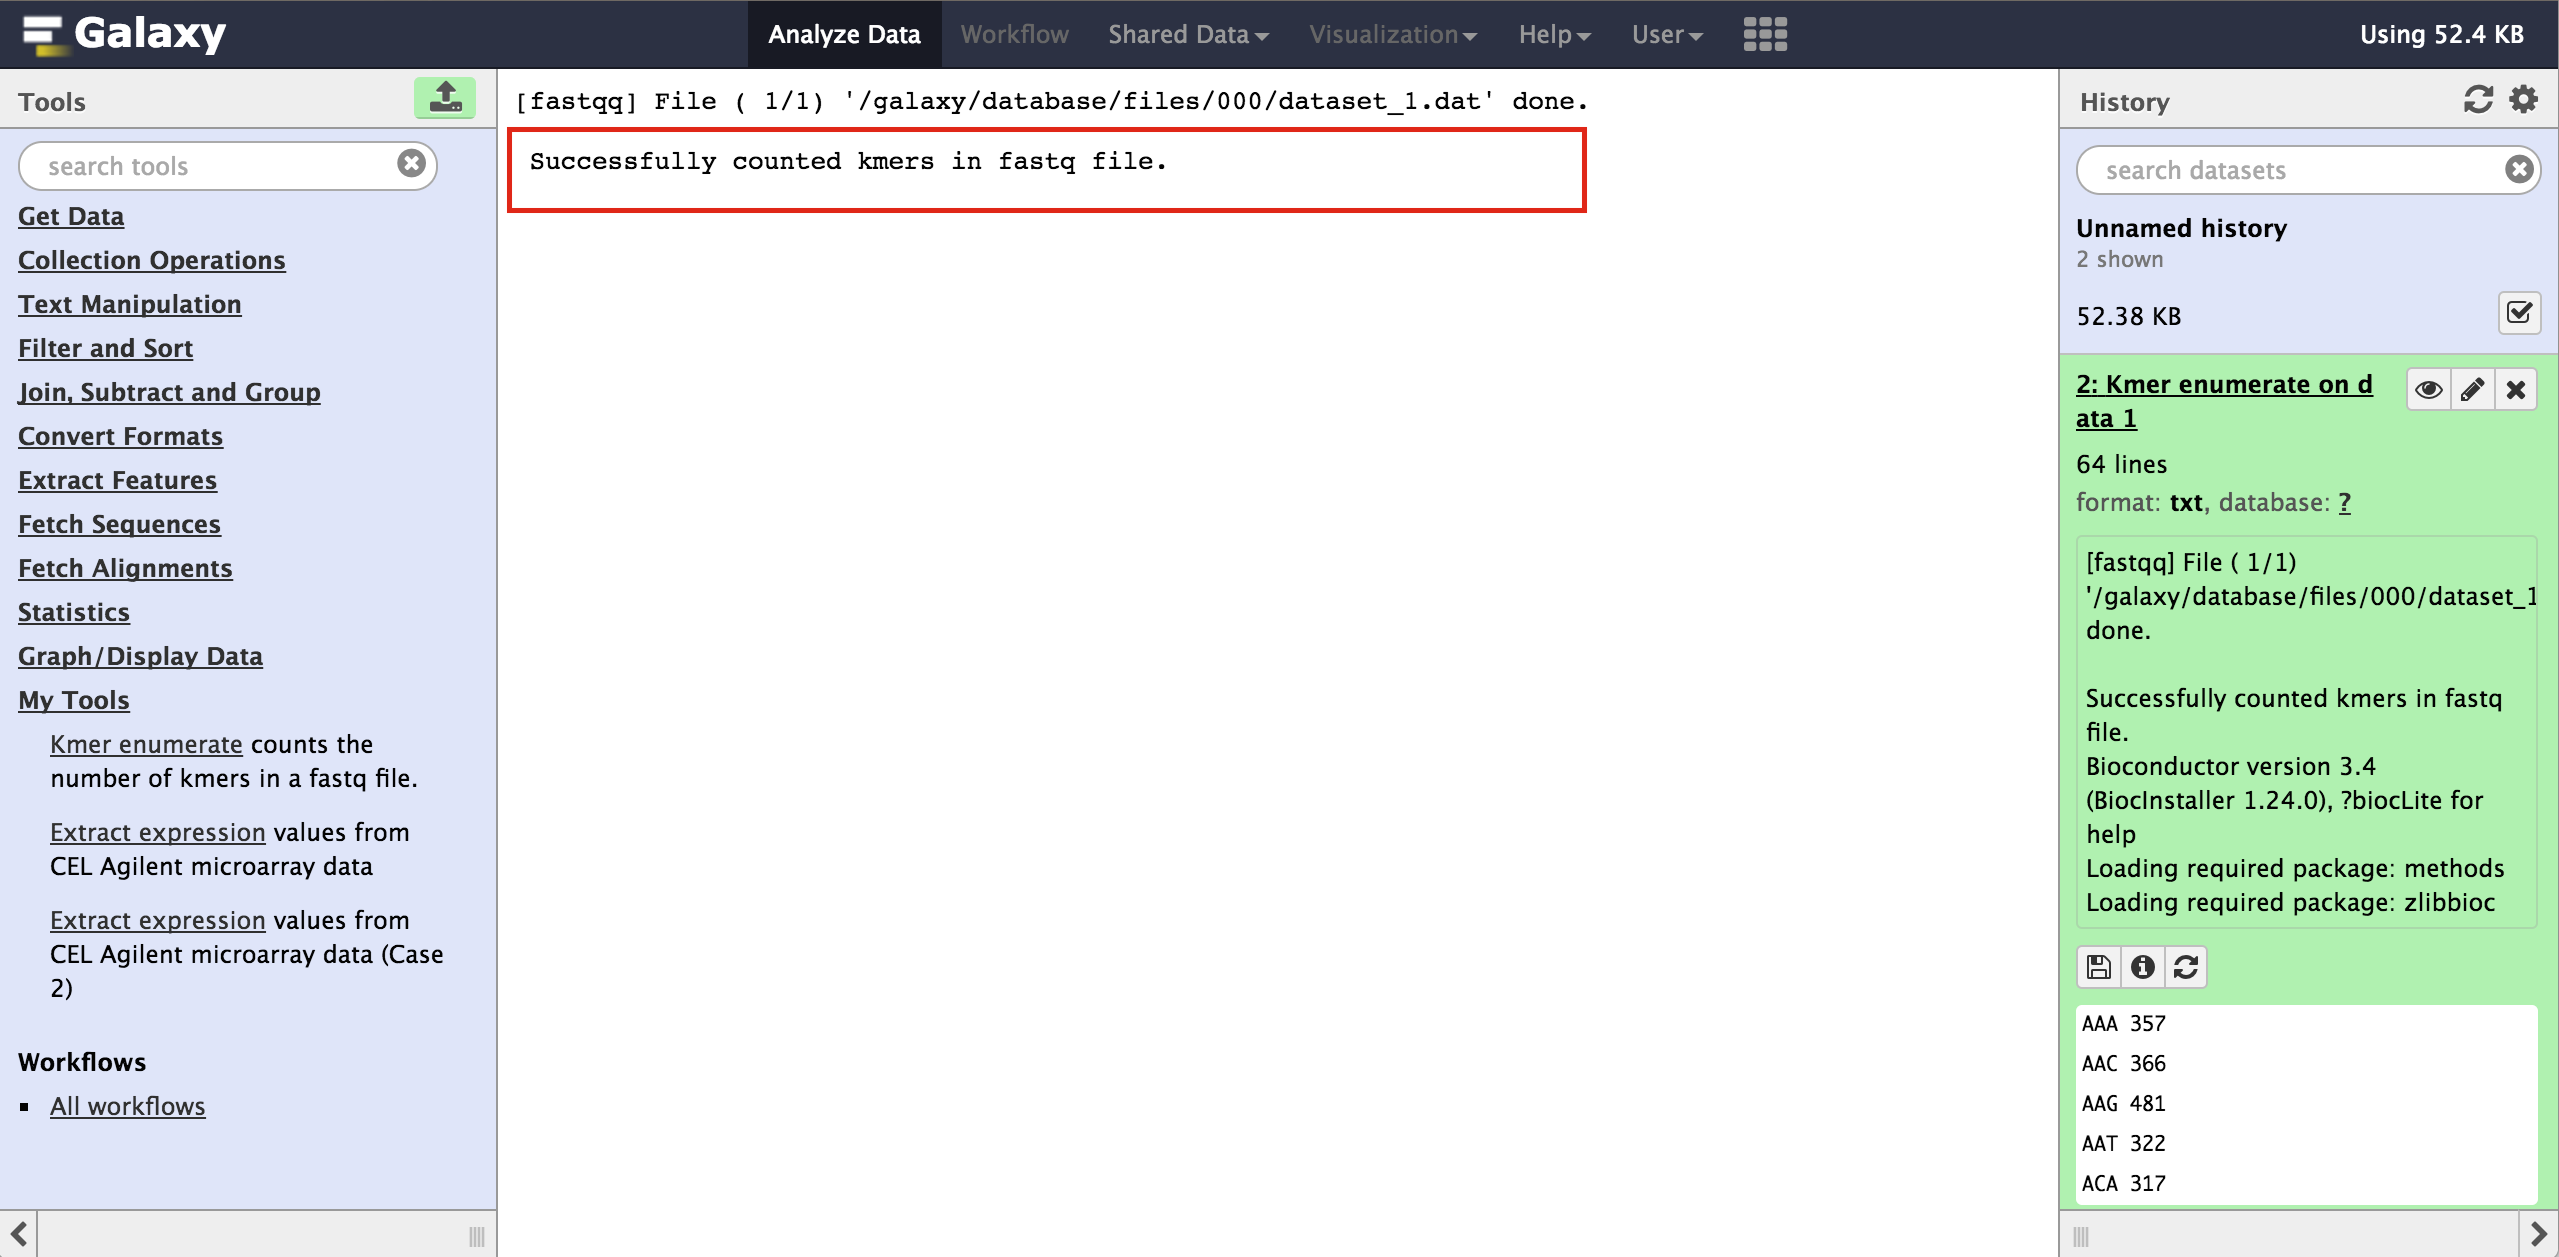 Galaxy
Analyze Data
Workflow
Shared Data
Visualization
Help
User
Using 52.4 KB
Tools
search tools
Get Data
Collection Operations
Text Manipulation
Filter and Sort
Join, Subtract and Group
Convert Formats
Extract Features
Fetch Sequences
Fetch Alignments
Statistics
Graph/Display Data
My Tools
Kmer enumerate counts the
number of kmers in a fastq file.
Extract expression values from
CEL Agilent microarray data
Extract expression values from
CEL Agilent microarray data (Case
2)
Workflows
All workflows
[fastqq] File ( 1/1) '/galaxy/database/files/000/dataset_1.dat' done.
Successfully counted kmers in fastq file.
History
search datasets
Unnamed history
2 shown
52.38 KB
2: Kmer enumerate on d
ata 1
64 lines
format: txt, database: ?
[fastqq] File ( 1/1)
'/galaxy/database/files/000/dataset_1
done.
Successfully counted kmers in fastq
file.
Bioconductor version 3.4
(BiocInstaller 1.24.0), ?biocLite for
help
Loading required package: methods
Loading required package: zlibbioc
AAA 357
AAC 366
AAG 481
AAT 322
ACA 317